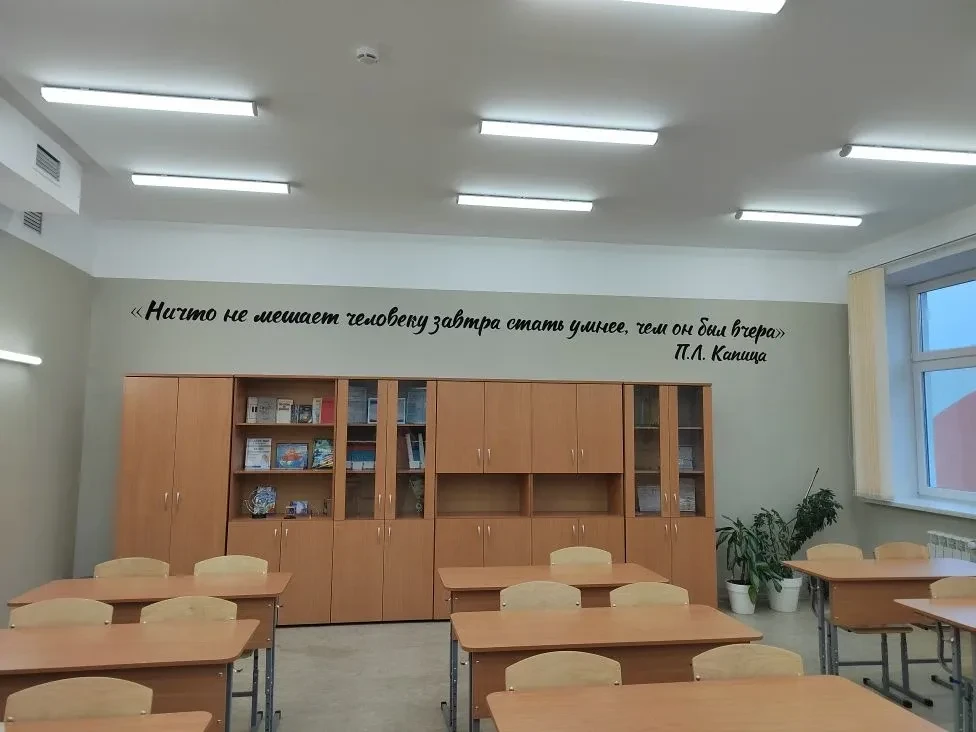 «Ничто не мешает человеку завтра стать умнее, чем он был вчера»
П.Л. Капица